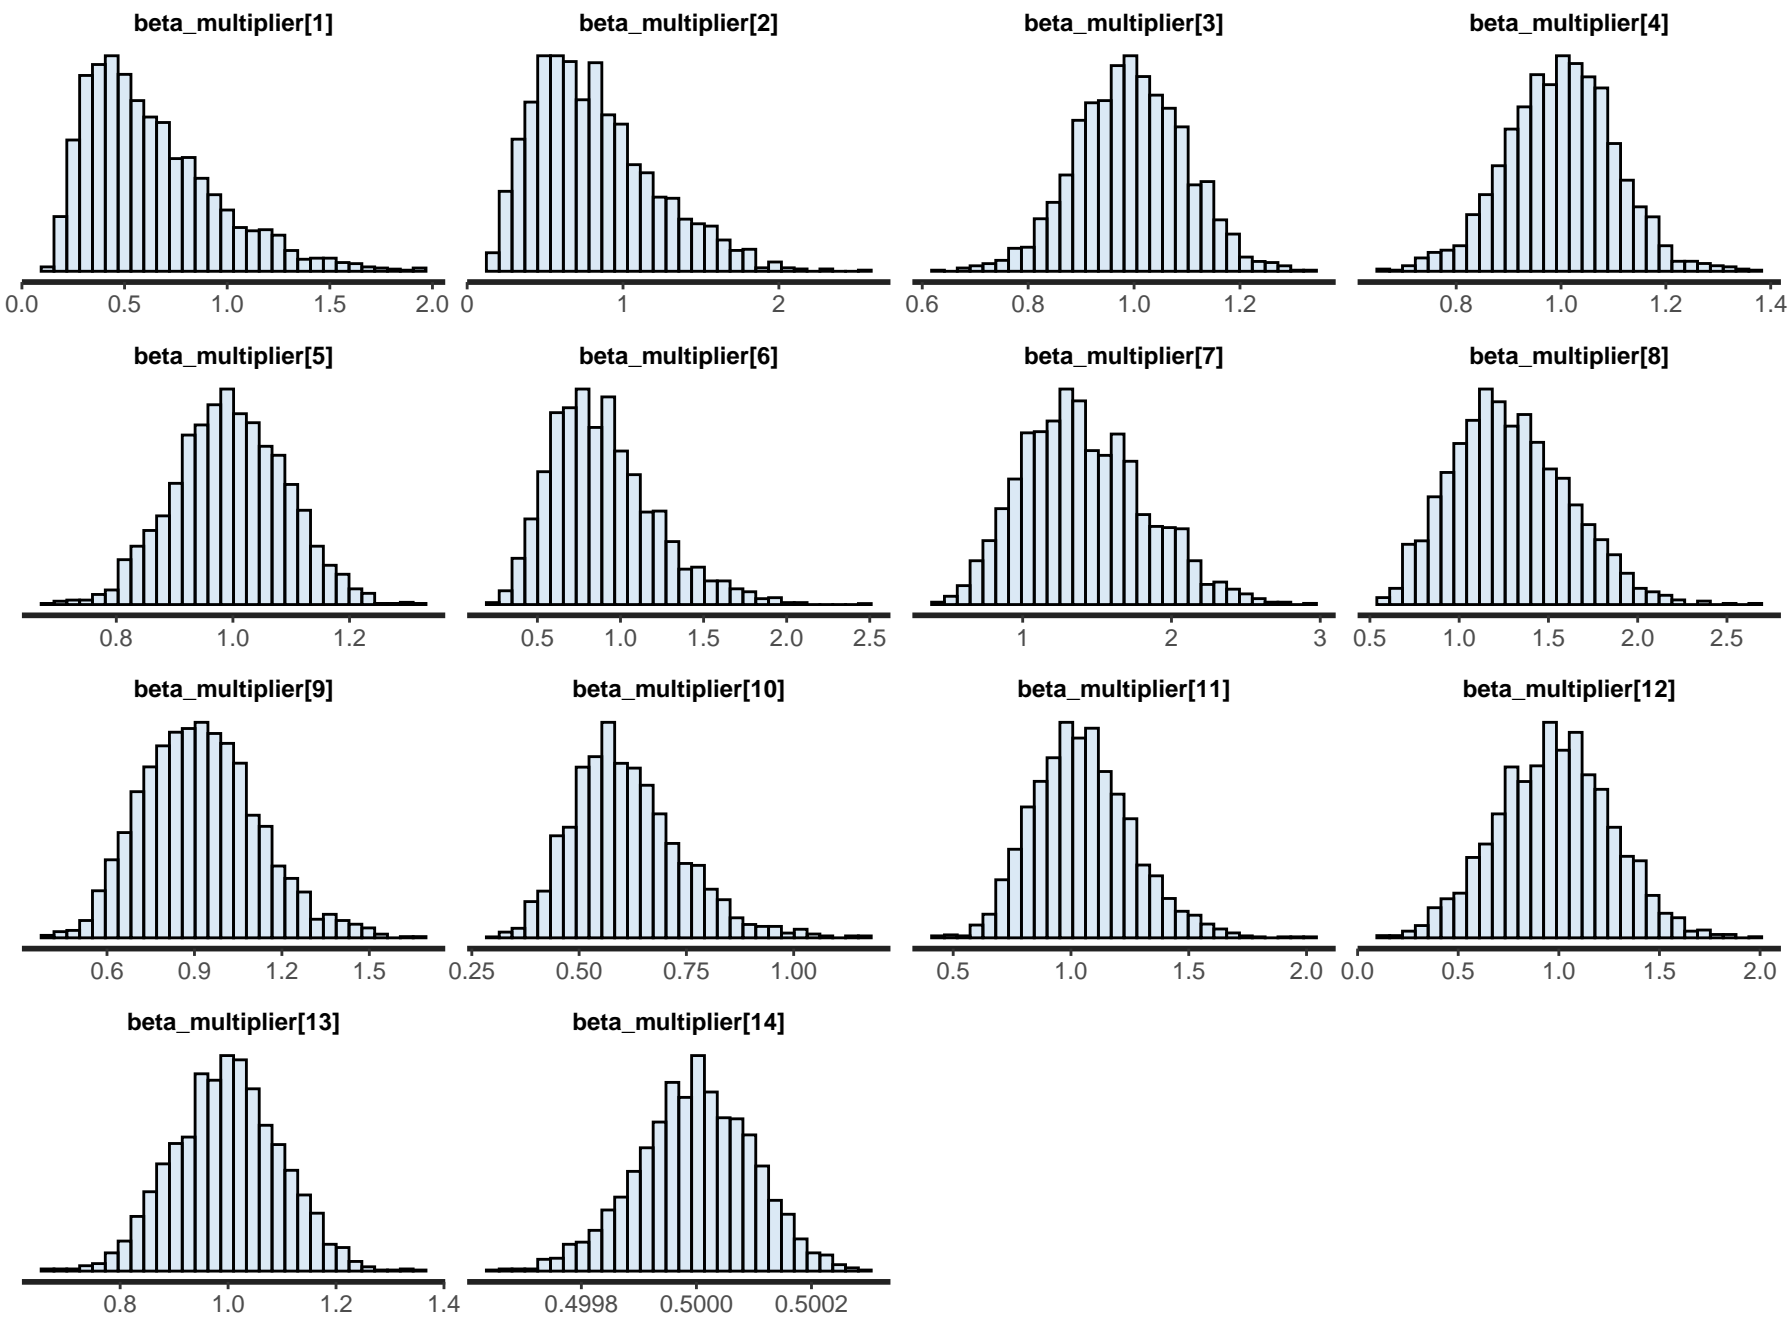 beta_multiplier[1] beta_multiplier[2] beta_multiplier[3] beta_multiplier[4]
0.0 0.5 1.0 1.5 2.0 0 1 2 0.6 0.8 1.0 1.2 0.8 1.0 1.2 1.4
beta_multiplier[5] beta_multiplier[6] beta_multiplier[7] beta_multiplier[8]
0.8 1.0 1.2 0.5 1.0 1.5 2.0 2.5 1 2 3 0.5 1.0 1.5 2.0 2.5
beta_multiplier[9] beta_multiplier[10] beta_multiplier[11] beta_multiplier[12]
0.6 0.9 1.2 1.5 0.25 0.50 0.75 1.00 0.5 1.0 1.5 2.0 0.0 0.5 1.0 1.5 2.0
beta_multiplier[13] beta_multiplier[14]
0.8 1.0 1.2 1.4 0.4998 0.5000 0.5002